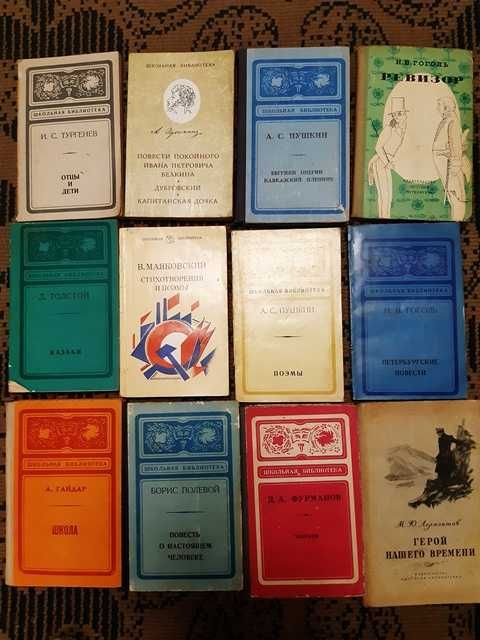 ШКОЛЬНАЯ БИБЛИОТЕКА
И. С. ТУРГЕНЕВ
ОТЦЫ
И
ДЕТИ
ШКОЛЬНАЯ БИБЛИОТЕКА
А. Пушкин
ПОВЕСТИ ПОКОЙНОГО
ИВАНА ПЕТРОВИЧА
БЕЛКИНА
ДУБРОВСКИЙ
КАПИТАНСКАЯ ДОЧКА
ШКОЛЬНАЯ БИБЛИОТЕКА
А. С. ПУШКИН
ЕВГЕНИЙ ОНЕГИН
КАВКАЗСКИЙ ПЛЕННИК
Н. В. ГОГОЛЬ
РЕВИЗОР
ШКОЛЬНАЯ БИБЛИОТЕКА
Л. ТОЛСТОЙ
КАЗАКИ
ШКОЛЬНАЯ БИБЛИОТЕКА
В. МАЯКОВСКИЙ
СТИХОТВОРЕНИЯ
И ПОЭМЫ
ШКОЛЬНАЯ БИБЛИОТЕКА
А. С. ПУШКИН
ПОЭМЫ
ШКОЛЬНАЯ БИБЛИОТЕКА
Н. В. ГОГОЛЬ
ПЕТЕРБУРГСКИЕ
ПОВЕСТИ
ШКОЛЬНАЯ БИБЛИОТЕКА
А. ГАЙДАР
ШКОЛА
ШКОЛЬНАЯ БИБЛИОТЕКА
БОРИС ПОЛЕВОЙ
ПОВЕСТЬ
О НАСТОЯЩЕМ
ЧЕЛОВЕКЕ
ШКОЛЬНАЯ БИБЛИОТЕКА
Д. А. ФУРМАНОВ
ЧАПАЕВ
М. Ю. Лермонтов
ГЕРОЙ
НАШЕГО ВРЕМЕНИ